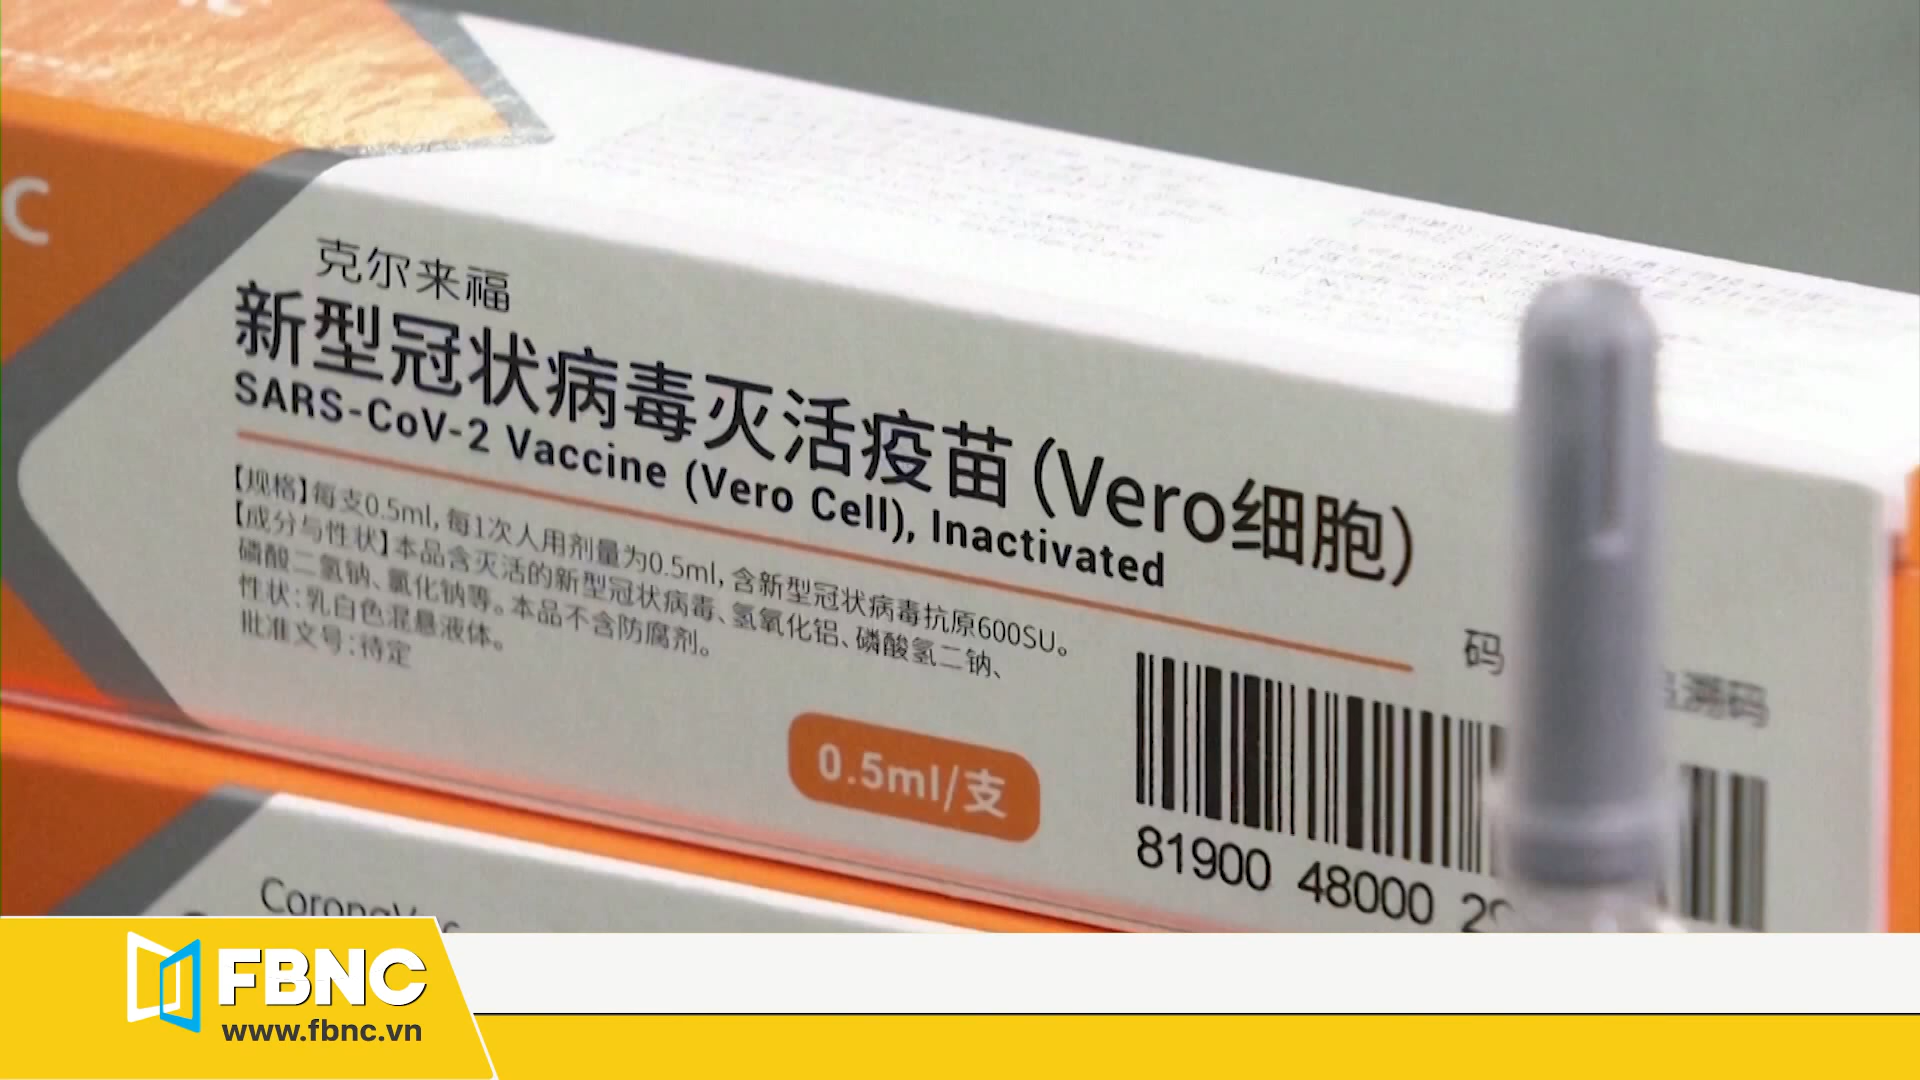 C
克尔来福
新型冠状病毒灭活疫苗(Vero细胞)
SARS-CoV-2 Vaccine (Vero Cell), Inactivated
【规格】每支0.5ml, 每1次人用剂量为0.5ml, 含新型冠状病毒抗原600SU。
【成分与性状】本品含灭活的新型冠状病毒、氢氧化铝、磷酸氢二钠、
磷酸二氢钠、氯化钠等。本品不含防腐剂。
性状:乳白色混悬液体。
批准文号:待定
码
追溯码
0.5ml/支
81900 48000 29
FBNC
www.fbnc.vn